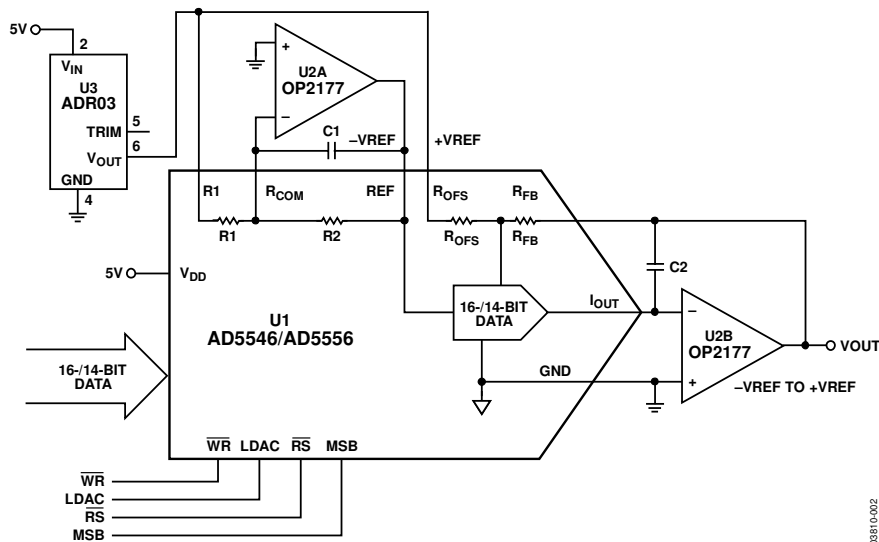 5V
2
VIN
U3
ADR03
TRIM
5
6
VOUT
GND
4
+
U2A
OP2177
–
C1
–VREF
+VREF
R1
RCOM
REF
ROFS
RFB
R1
R2
ROFS
RFB
5V
VDD
U1
AD5546/AD5556
16-/14-BIT
DATA
16-/14-BIT
DATA
IOUT
C2
–
U2B
OP2177
+
VOUT
–VREF TO +VREF
GND
WR LDAC RS MSB
WR
LDAC
RS
MSB
03810-002